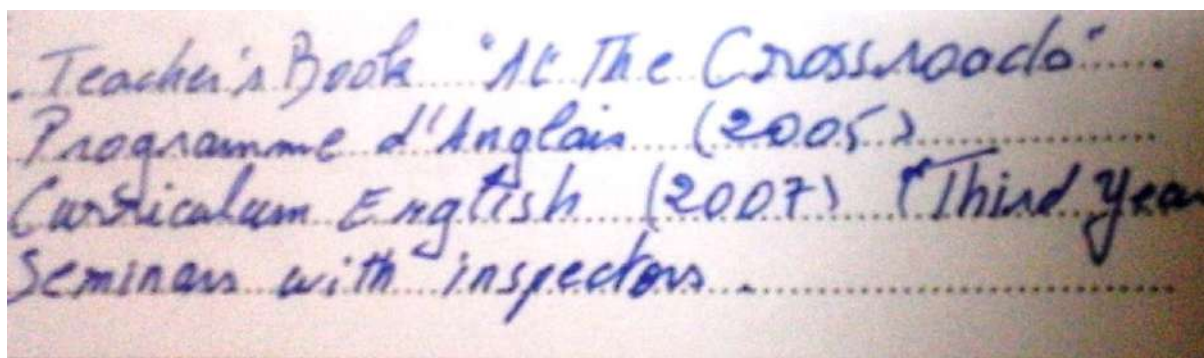 . Teacher's Book "At The Crossroads" .
Programme d'Anglais (2005)
Curriculum English (2007) ("Third Year
Seminars with inspectors.